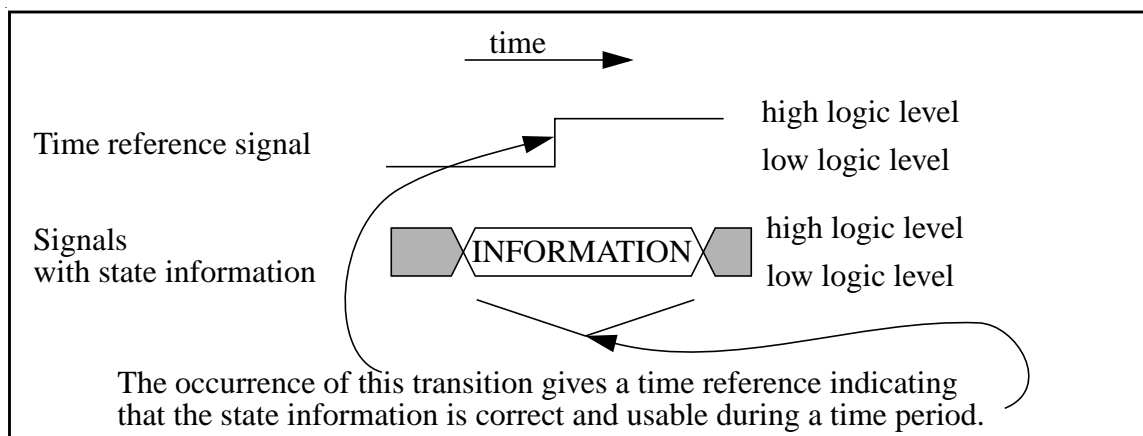 time
high logic level
Time reference signal
low logic level
Signals
with state information
high logic level
INFORMATION
low logic level
The occurrence of this transition gives a time reference indicating
that the state information is correct and usable during a time period.